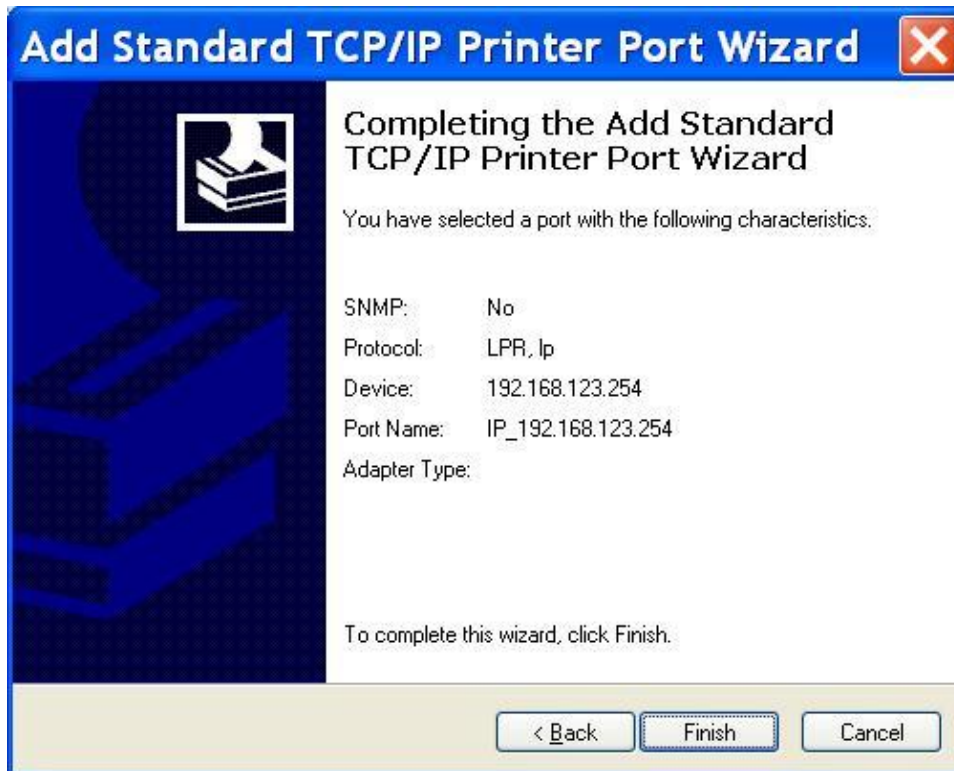 Add Standard TCP/IP Printer Port Wizard
Completing the Add Standard
TCP/IP Printer Port Wizard
You have selected a port with the following characteristics.
SNMP: No
Protocol: LPR, lp
Device: 192.168.123.254
Port Name: IP_192.168.123.254
Adapter Type:
To complete this wizard, click Finish.
< Back Finish Cancel